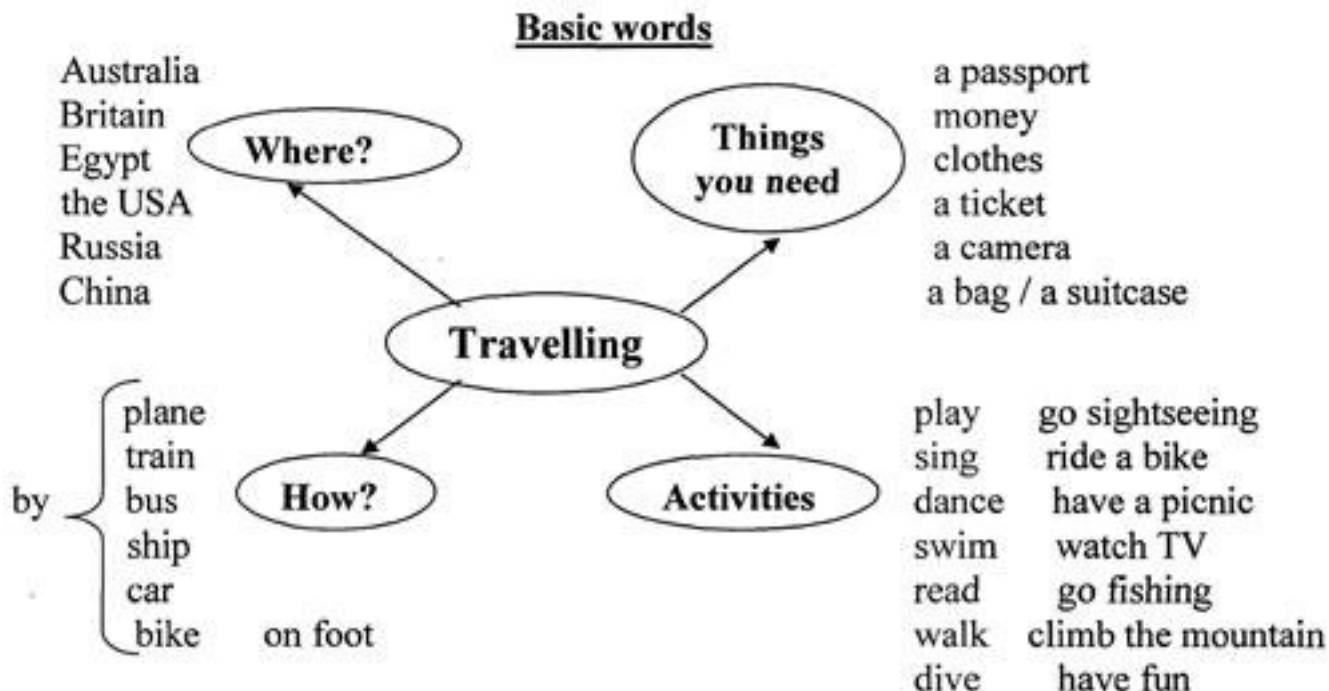 Basic words
Australia
Britain
Egypt
the USA
Russia
China
Where?
Things
you need
a passport
money
clothes
a ticket
a camera
a bag / a suitcase
Travelling
by
plane
train
bus
ship
car
bike on foot
How?
Activities
play go sightseeing
sing ride a bike
dance have a picnic
swim watch TV
read go fishing
walk climb the mountain
dive have fun